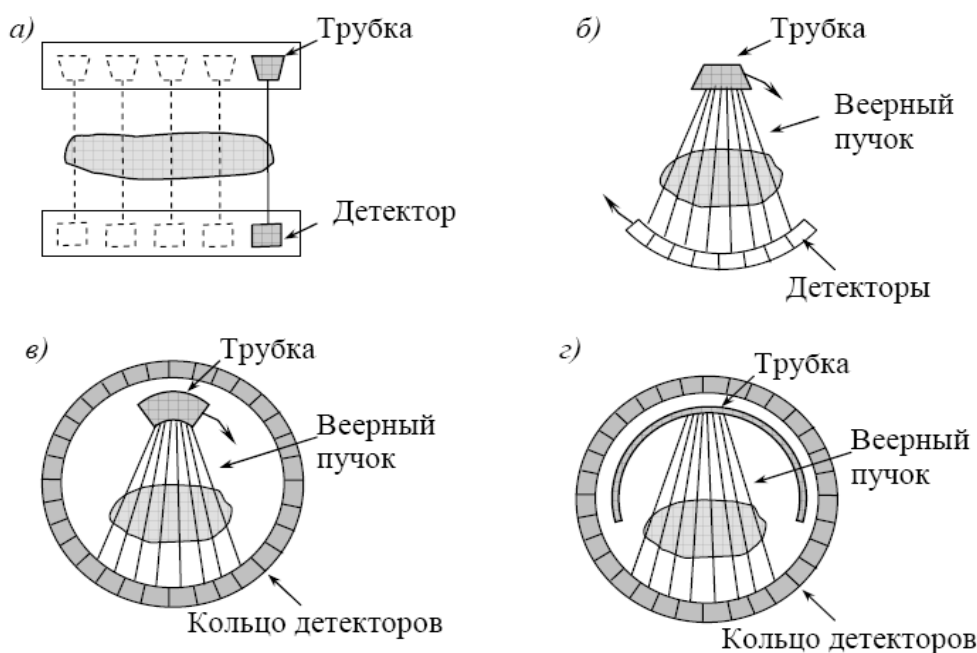 а)
Трубка
Детектор
б)
Трубка
Веерный
пучок
Детекторы
в)
Трубка
Веерный
пучок
Кольцо детекторов
г)
Трубка
Веерный
пучок
Кольцо детекторов